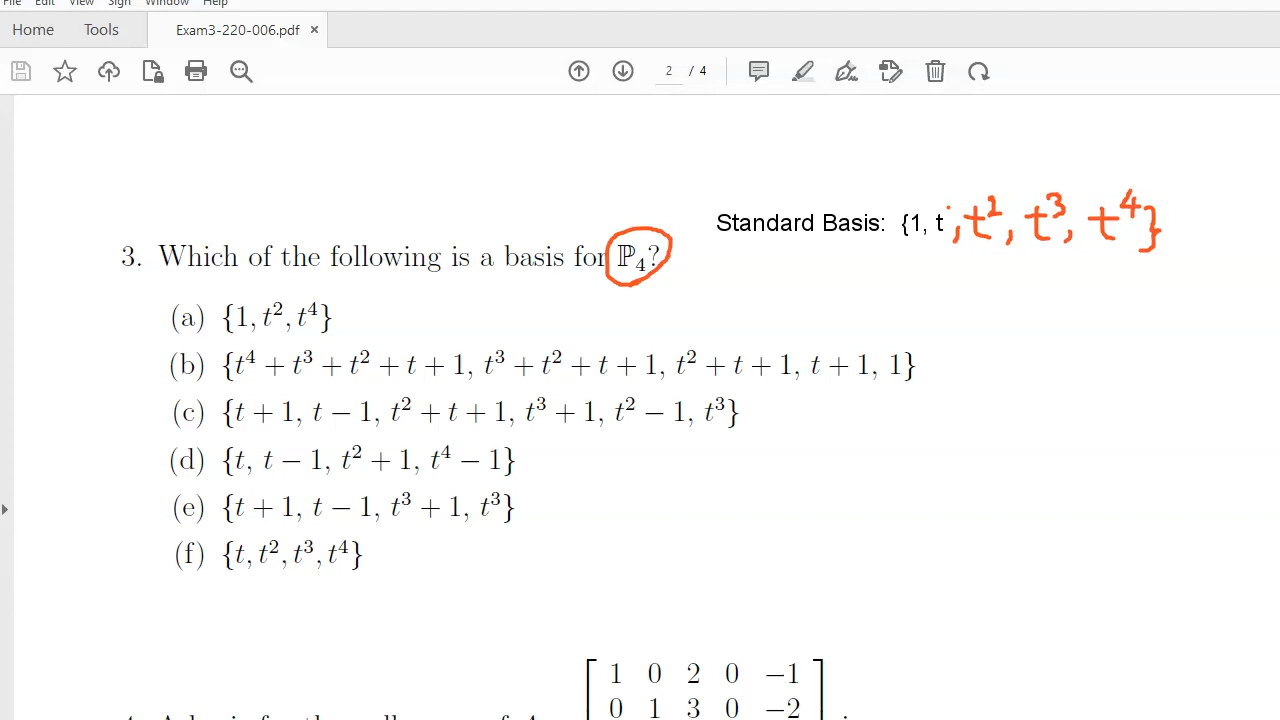 File Edit View Sign Window Help
Home Tools Exam3-220-006.pdf ×
2 / 4
Standard Basis: {1, t, t², t³, t⁴}
3. Which of the following is a basis for ℙ₄?
(a) {1, t², t⁴}
(b) {t⁴ + t³ + t² + t + 1, t³ + t² + t + 1, t² + t + 1, t + 1, 1}
(c) {t + 1, t − 1, t² + t + 1, t³ + 1, t² − 1, t³}
(d) {t, t − 1, t² + 1, t⁴ − 1}
(e) {t + 1, t − 1, t³ + 1, t³}
(f) {t, t², t³, t⁴}
1 0 2 0 −1
0 1 3 0 −2